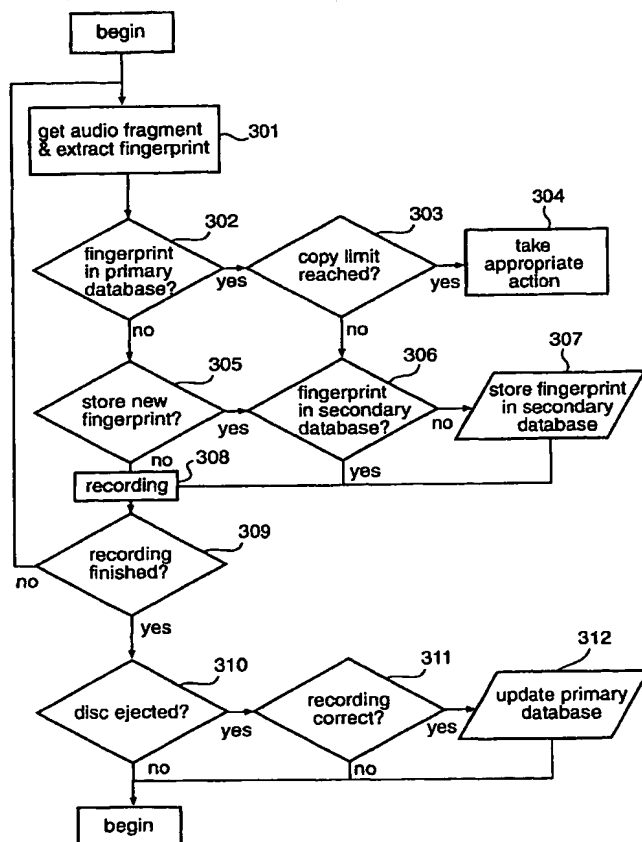 begin
get audio fragment
& extract fingerprint
301
302
303
304
fingerprint
in primary
database?
yes
copy limit
reached?
yes
take
appropriate
action
no
no
305
306
307
store new
fingerprint?
yes
fingerprint
in secondary
database?
no
store fingerprint
in secondary
database
no
308
yes
recording
309
recording
finished?
no
yes
310
311
312
disc ejected?
yes
recording
correct?
yes
update primary
database
no
no
begin